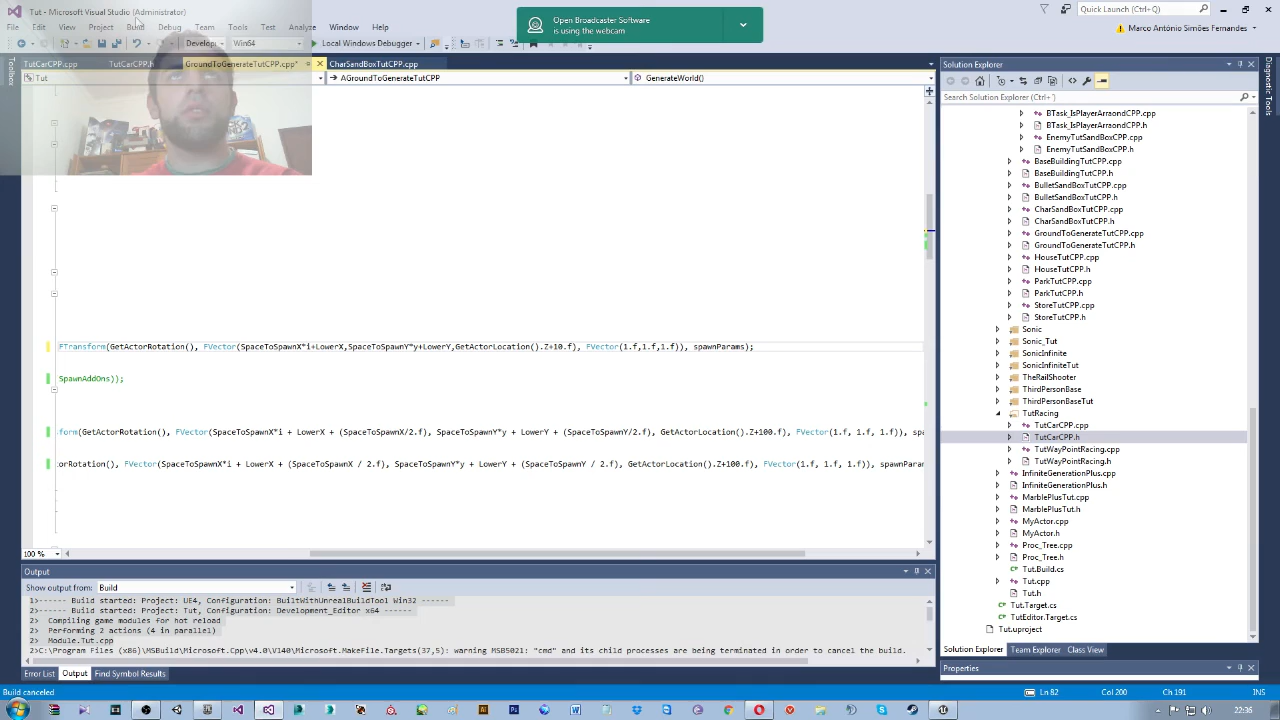 Tut - Microsoft Visual Studio (Administrator)
Open Broadcaster Software
is using the webcam
Quick Launch (Ctrl+Q)
File Edit View Project Build Debug Team Tools Test Analyze Window Help
Marco António Simões Fernandes
Develop Win64 Local Windows Debugger
Toolbox
TutCarCPP.cpp TutCarCPP.h GroundToGenerateTutCPP.cpp* CharSandBoxTutCPP.cpp
Tut AGroundToGenerateTutCPP GenerateWorld()
FTransform(GetActorRotation(), FVector(SpaceToSpawnX*i+LowerX,SpaceToSpawnY*y+LowerY,GetActorLocation().Z+10.f), FVector(1.f,1.f,1.f)), spawnParams);
SpawnAddOns));
form(GetActorRotation(), FVector(SpaceToSpawnX*i + LowerX + (SpaceToSpawnX/2.f), SpaceToSpawnY*y + LowerY + (SpaceToSpawnY/2.f), GetActorLocation().Z+100.f), FVector(1.f, 1.f, 1.f)), spa
orRotation(), FVector(SpaceToSpawnX*i + LowerX + (SpaceToSpawnX / 2.f), SpaceToSpawnY*y + LowerY + (SpaceToSpawnY / 2.f), GetActorLocation().Z+100.f), FVector(1.f, 1.f, 1.f)), spawnParam
100 %
Output
Show output from: Build
1>------ Build started: Project: UE4, Configuration: BuiltWithUnrealBuildTool Win32 ------
2>------ Build started: Project: Tut, Configuration: Development_Editor x64 ------
2> Compiling game modules for hot reload
2> Performing 2 actions (4 in parallel)
2> Module.Tut.cpp
2>C:\Program Files (x86)\MSBuild\Microsoft.Cpp\v4.0\V140\Microsoft.MakeFile.Targets(37,5): warning MSB5021: "cmd" and its child processes are being terminated in order to cancel the build.
Error List Output Find Symbol Results
Build canceled
Ln 82 Col 200 Ch 191 INS
Solution Explorer
Search Solution Explorer (Ctrl+')
BTask_IsPlayerArraondCPP.cpp
BTask_IsPlayerArraondCPP.h
EnemyTutSandBoxCPP.cpp
EnemyTutSandBoxCPP.h
BaseBuildingTutCPP.cpp
BaseBuildingTutCPP.h
BulletSandBoxTutCPP.cpp
BulletSandBoxTutCPP.h
CharSandBoxTutCPP.cpp
CharSandBoxTutCPP.h
GroundToGenerateTutCPP.cpp
GroundToGenerateTutCPP.h
HouseTutCPP.cpp
HouseTutCPP.h
ParkTutCPP.cpp
ParkTutCPP.h
StoreTutCPP.cpp
StoreTutCPP.h
Sonic
Sonic_Tut
SonicInfinite
SonicInfiniteTut
TheRailShooter
ThirdPersonBase
ThirdPersonBaseTut
TutRacing
TutCarCPP.cpp
TutCarCPP.h
TutWayPointRacing.cpp
TutWayPointRacing.h
InfiniteGenerationPlus.cpp
InfiniteGenerationPlus.h
MarblePlusTut.cpp
MarblePlusTut.h
MyActor.cpp
MyActor.h
Proc_Tree.cpp
Proc_Tree.h
Tut.Build.cs
Tut.cpp
Tut.h
Tut.Target.cs
TutEditor.Target.cs
Tut.uproject
Solution Explorer Team Explorer Class View
Properties
Diagnostic Tools
22:36